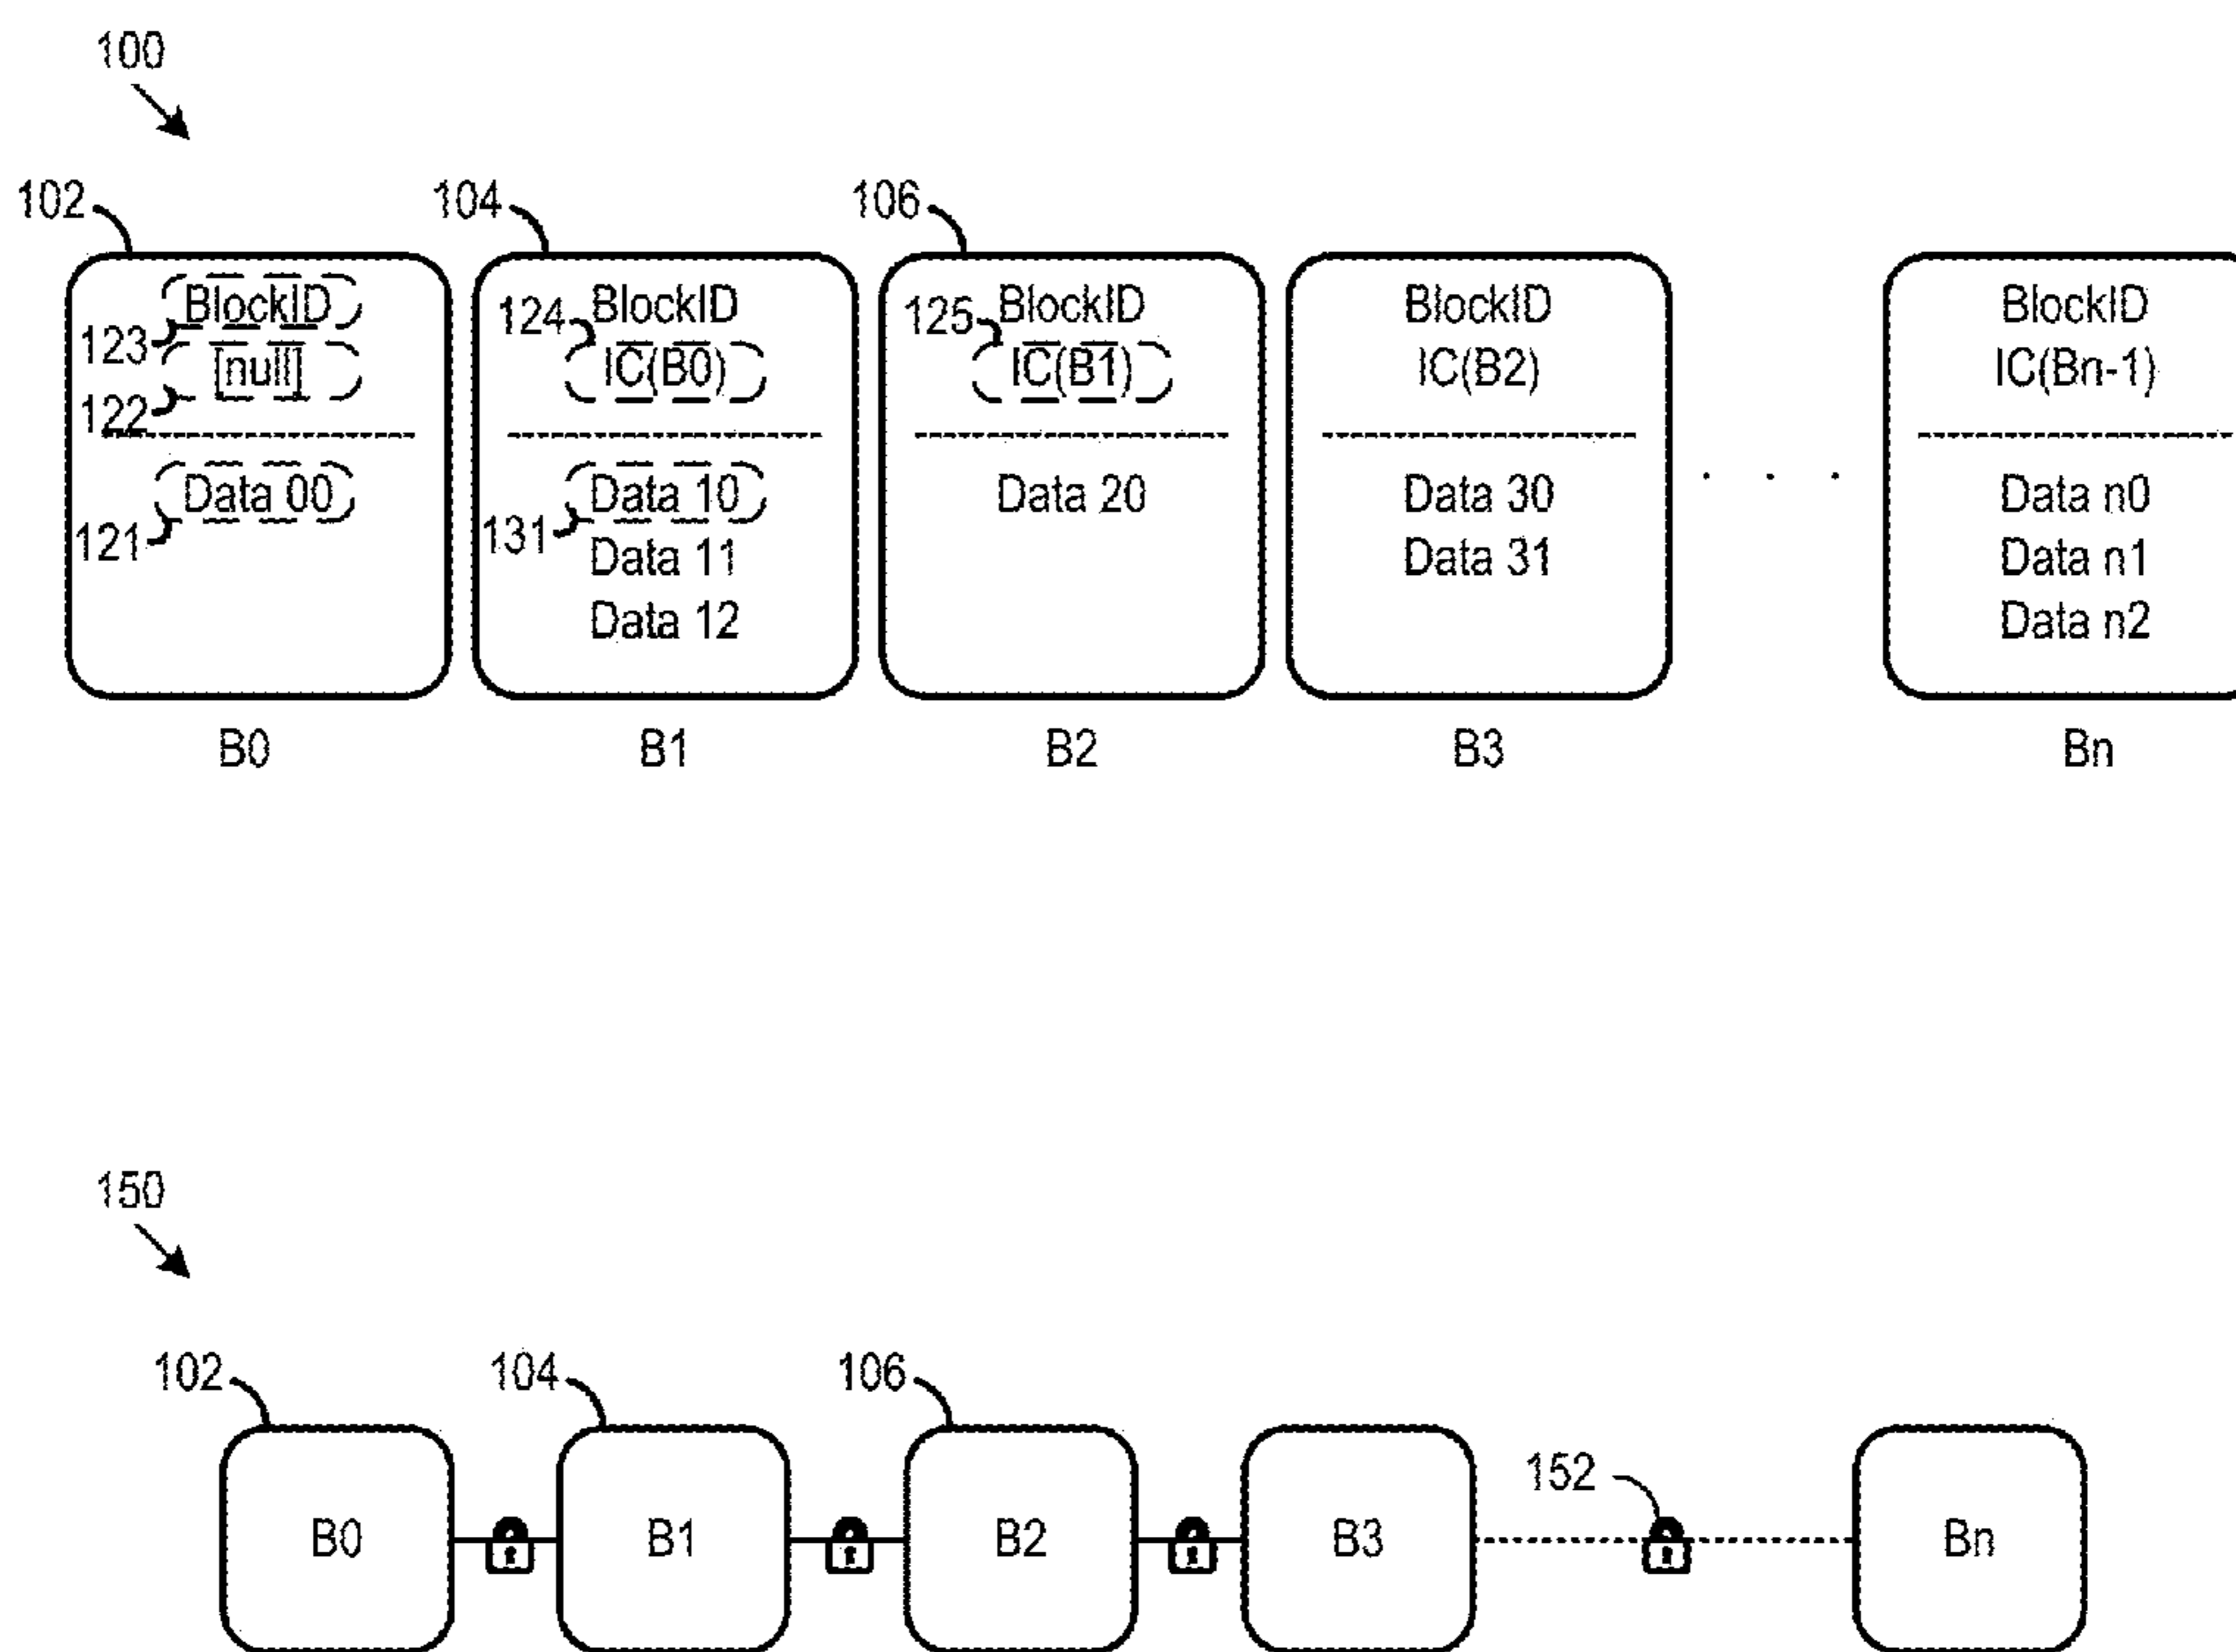 100
102
104
106
BlockID
123
[null]
122
Data 00
121
124
BlockID
IC(B0)
Data 10
131
Data 11
Data 12
125
BlockID
IC(B1)
Data 20
BlockID
IC(B2)
Data 30
Data 31
. . .
BlockID
IC(Bn-1)
Data n0
Data n1
Data n2
B0
B1
B2
B3
Bn
150
102
104
106
152
B0
B1
B2
B3
Bn